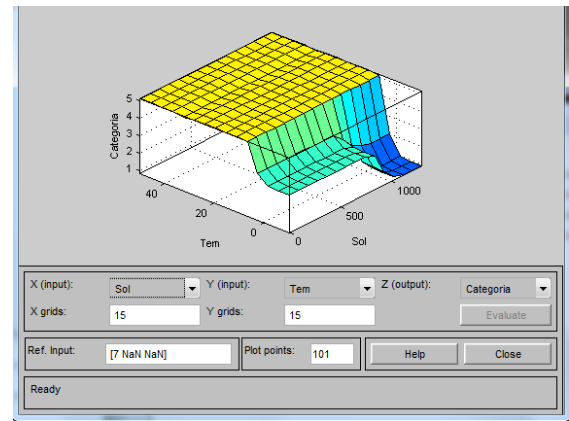 5
4
3
2
1
Categoria
40
20
0
Tem
0
500
1000
Sol
X (input): Sol Y (input): Tem Z (output): Categoria
X grids: 15 Y grids: 15 Evaluate
Ref. Input: [7 NaN NaN] Plot points: 101 Help Close
Ready